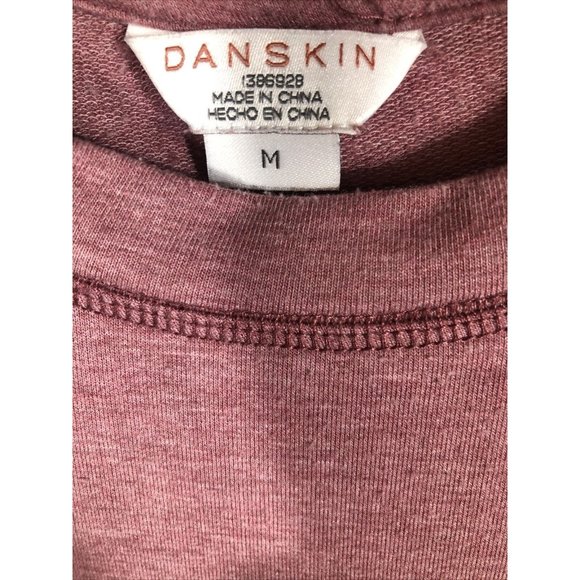 DANSKIN
1386928
MADE IN CHINA
HECHO EN CHINA
M